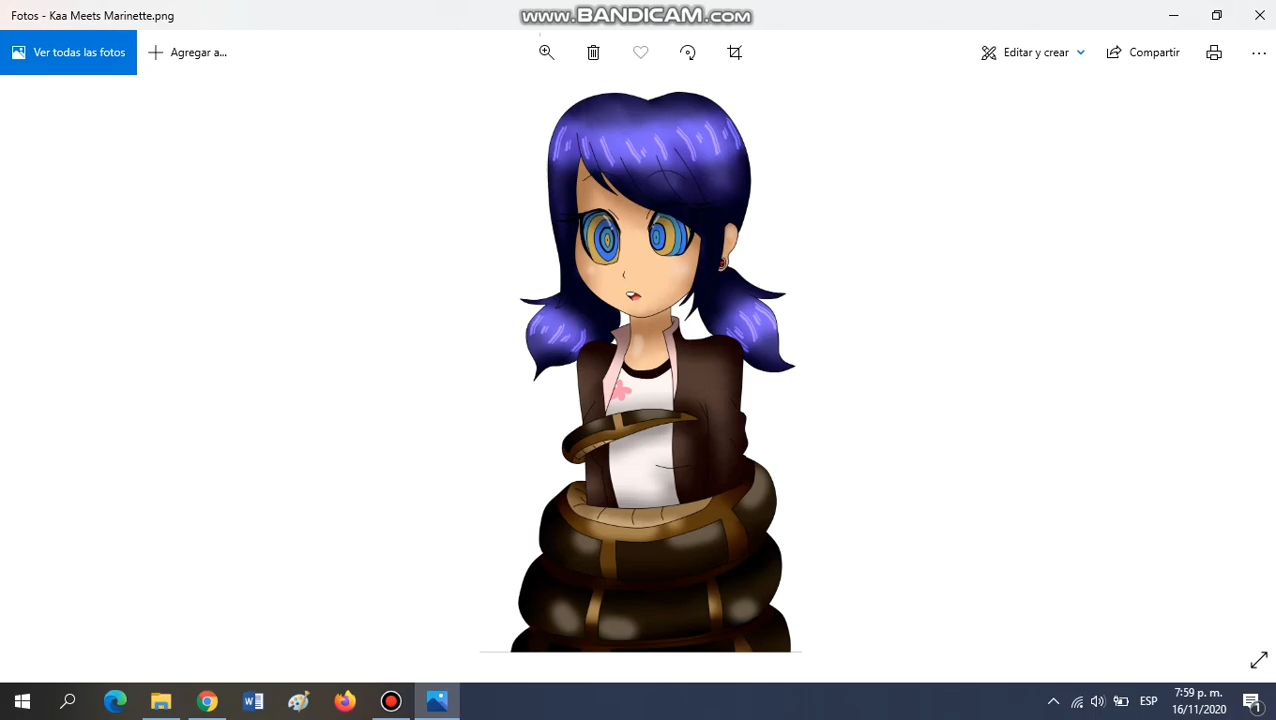 Fotos - Kaa Meets Marinette.png
www.BANDICAM.com
Ver todas las fotos
Agregar a...
Editar y crear
Compartir
ESP
7:59 p. m.
16/11/2020
1